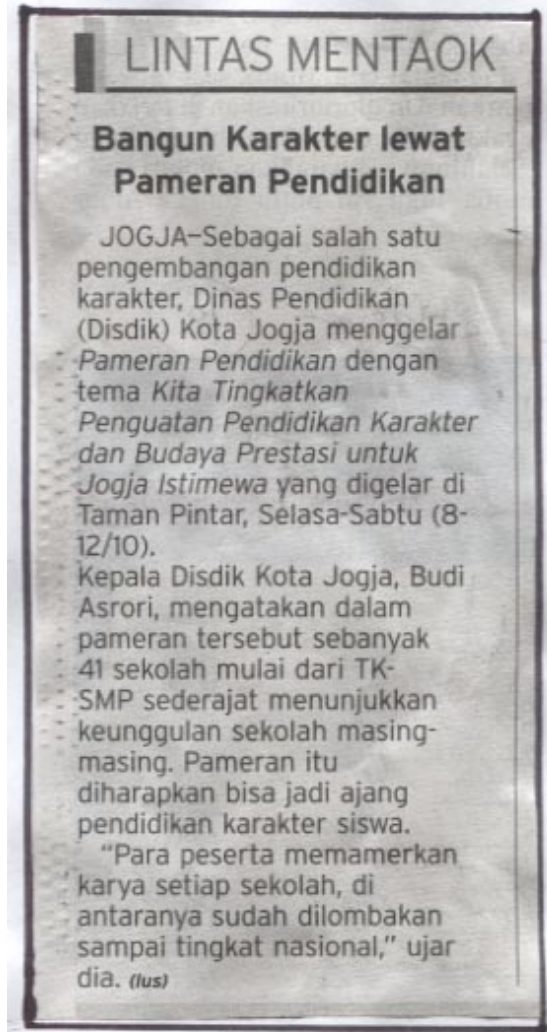 LINTAS MENTAOK
Bangun Karakter lewat
Pameran Pendidikan
JOGJA–Sebagai salah satu
pengembangan pendidikan
karakter, Dinas Pendidikan
(Disdik) Kota Jogja menggelar
Pameran Pendidikan dengan
tema Kita Tingkatkan
Penguatan Pendidikan Karakter
dan Budaya Prestasi untuk
Jogja Istimewa yang digelar di
Taman Pintar, Selasa-Sabtu (8-
12/10).
Kepala Disdik Kota Jogja, Budi
Asrori, mengatakan dalam
pameran tersebut sebanyak
41 sekolah mulai dari TK-
SMP sederajat menunjukkan
keunggulan sekolah masing-
masing. Pameran itu
diharapkan bisa jadi ajang
pendidikan karakter siswa.
“Para peserta memamerkan
karya setiap sekolah, di
antaranya sudah dilombakan
sampai tingkat nasional,” ujar
dia. (lus)